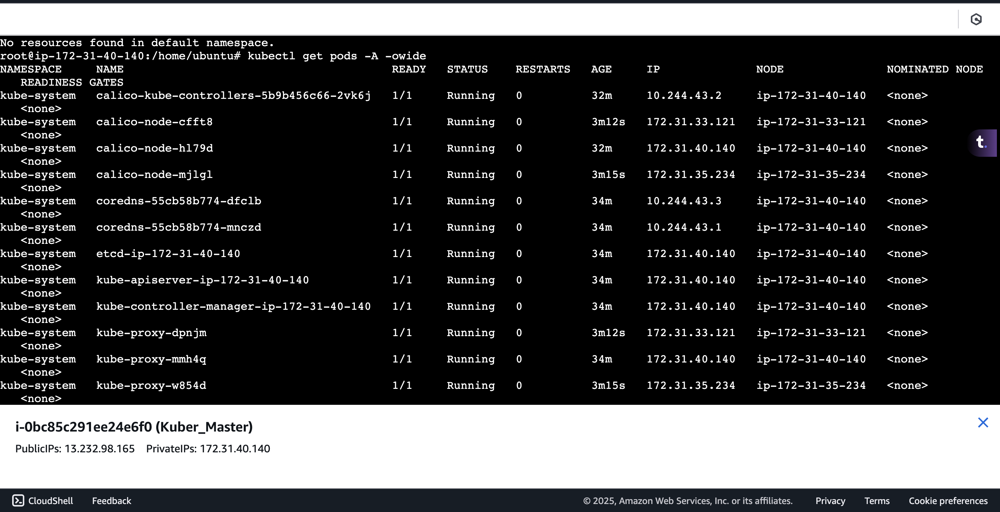 No resources found in default namespace.
root@ip-172-31-40-140:/home/ubuntu# kubectl get pods -A -owide
NAMESPACE     NAME                                       READY   STATUS    RESTARTS   AGE     IP              NODE               NOMINATED NODE
   READINESS GATES
kube-system   calico-kube-controllers-5b9b456c66-2vk6j   1/1     Running   0          32m     10.244.43.2     ip-172-31-40-140   <none>
   <none>
kube-system   calico-node-cfft8                          1/1     Running   0          3m12s   172.31.33.121   ip-172-31-33-121   <none>
   <none>
kube-system   calico-node-hl79d                          1/1     Running   0          32m     172.31.40.140   ip-172-31-40-140   <none>
   <none>
kube-system   calico-node-mjlgl                          1/1     Running   0          3m15s   172.31.35.234   ip-172-31-35-234   <none>
   <none>
kube-system   coredns-55cb58b774-dfclb                   1/1     Running   0          34m     10.244.43.3     ip-172-31-40-140   <none>
   <none>
kube-system   coredns-55cb58b774-mnczd                   1/1     Running   0          34m     10.244.43.1     ip-172-31-40-140   <none>
   <none>
kube-system   etcd-ip-172-31-40-140                      1/1     Running   0          34m     172.31.40.140   ip-172-31-40-140   <none>
   <none>
kube-system   kube-apiserver-ip-172-31-40-140            1/1     Running   0          34m     172.31.40.140   ip-172-31-40-140   <none>
   <none>
kube-system   kube-controller-manager-ip-172-31-40-140   1/1     Running   0          34m     172.31.40.140   ip-172-31-40-140   <none>
   <none>
kube-system   kube-proxy-dpnjm                           1/1     Running   0          3m12s   172.31.33.121   ip-172-31-33-121   <none>
   <none>
kube-system   kube-proxy-mmh4q                           1/1     Running   0          34m     172.31.40.140   ip-172-31-40-140   <none>
   <none>
kube-system   kube-proxy-w854d                           1/1     Running   0          3m15s   172.31.35.234   ip-172-31-35-234   <none>
   <none>
t.
i-0bc85c291ee24e6f0 (Kuber_Master)
PublicIPs: 13.232.98.165 PrivateIPs: 172.31.40.140
CloudShell Feedback © 2025, Amazon Web Services, Inc. or its affiliates. Privacy Terms Cookie preferences